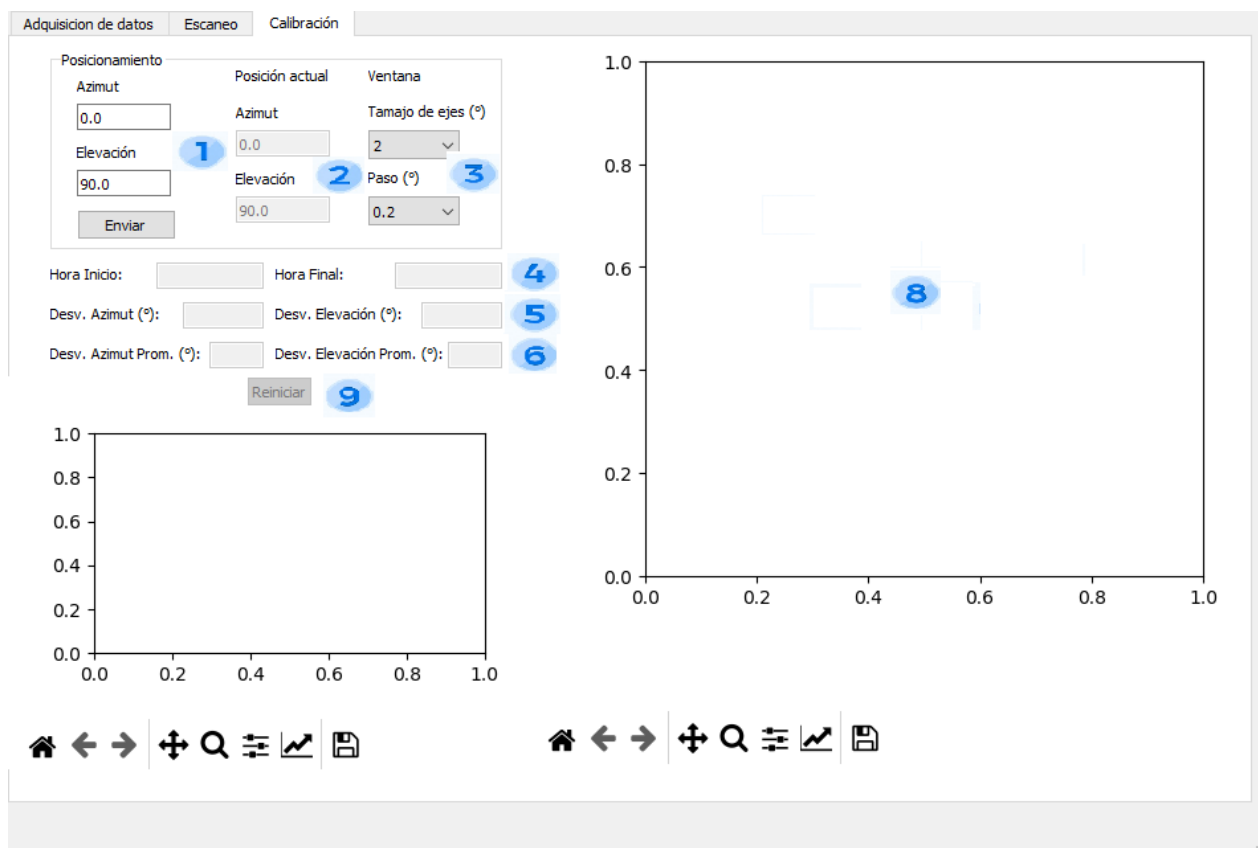 Adquisicion de datos Escaneo Calibración
Posicionamiento
Azimut
0.0
Elevación
90.0
Enviar
1
Posición actual
Azimut
0.0
Elevación
90.0
2
Ventana
Tamajo de ejes (º)
2
Paso (º)
0.2
3
Hora Inicio: Hora Final: 4
Desv. Azimut (º): Desv. Elevación (º): 5
Desv. Azimut Prom. (º): Desv. Elevación Prom. (º): 6
Reiniciar 9
1.0
0.8
0.6
0.4
0.2
0.0
0.0 0.2 0.4 0.6 0.8 1.0
1.0
0.8
0.6
0.4
0.2
0.0
8
0.0 0.2 0.4 0.6 0.8 1.0